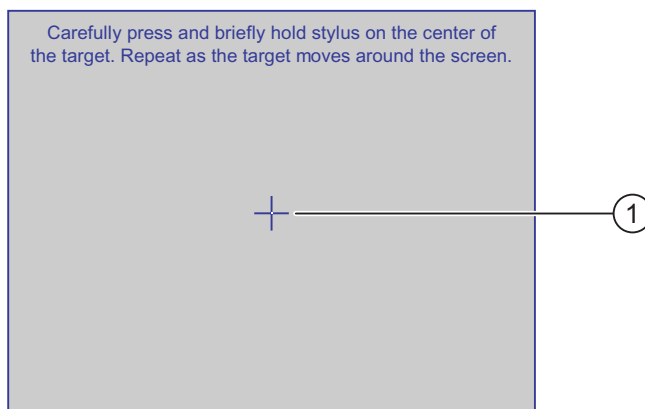 Carefully press and briefly hold stylus on the center of
the target. Repeat as the target moves around the screen.
1